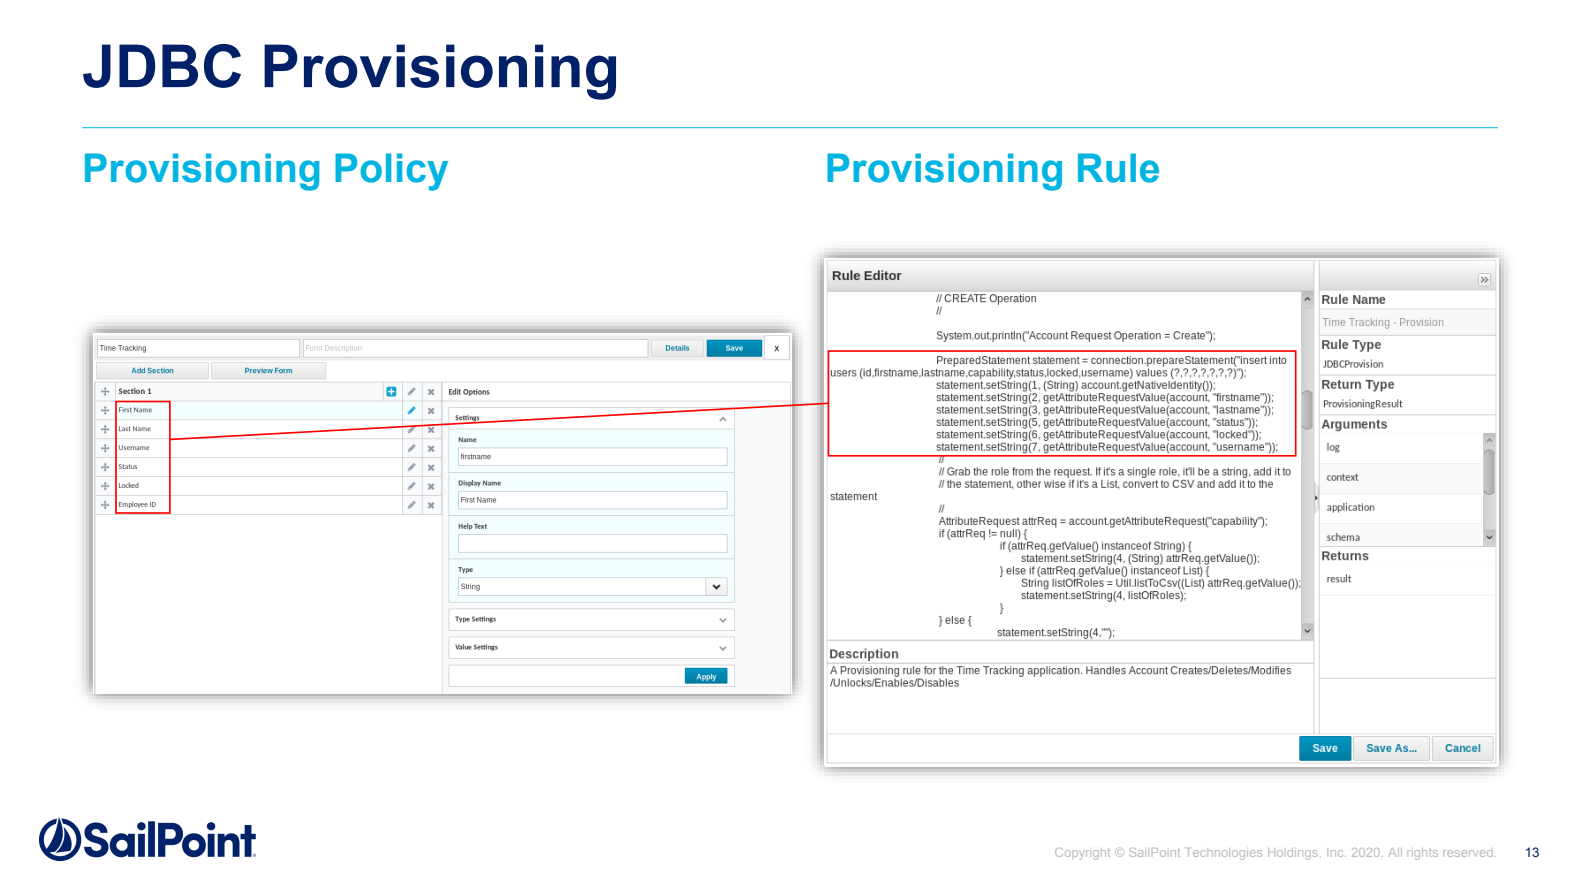 JDBC Provisioning
Provisioning Policy
Provisioning Rule
Time Tracking
Form Description
Details
Save
x
Add Section
Preview Form
Section 1
First Name
Last Name
Username
Status
Locked
Employee ID
Edit Options
Settings
Name
firstname
Display Name
First Name
Help Text
Type
String
Type Settings
Value Settings
Apply
Rule Editor
// CREATE Operation
//
System.out.println("Account Request Operation = Create");
PreparedStatement statement = connection.prepareStatement("insert into
users (id,firstname,lastname,capability,status,locked,username) values (?,?,?,?,?,?,?)");
statement.setString(1, (String) account.getNativeIdentity());
statement.setString(2, getAttributeRequestValue(account, "firstname"));
statement.setString(3, getAttributeRequestValue(account, "lastname"));
statement.setString(5, getAttributeRequestValue(account, "status"));
statement.setString(6, getAttributeRequestValue(account, "locked"));
statement.setString(7, getAttributeRequestValue(account, "username"));
//
// Grab the role from the request. If it's a single role, it'll be a string, add it to
// the statement, other wise if it's a List, convert to CSV and add it to the
statement
//
AttributeRequest attrReq = account.getAttributeRequest("capability");
if (attrReq != null) {
if (attrReq.getValue() instanceof String) {
statement.setString(4, (String) attrReq.getValue());
} else if (attrReq.getValue() instanceof List) {
String listOfRoles = Util.listToCsv((List) attrReq.getValue());
statement.setString(4, listOfRoles);
}
} else {
statement.setString(4,"");
Description
A Provisioning rule for the Time Tracking application. Handles Account Creates/Deletes/Modifies
/Unlocks/Enables/Disables
Rule Name
Time Tracking - Provision
Rule Type
JDBCProvision
Return Type
ProvisioningResult
Arguments
log
context
application
schema
Returns
result
Save
Save As...
Cancel
SailPoint
Copyright © SailPoint Technologies Holdings, Inc. 2020. All rights reserved.
13